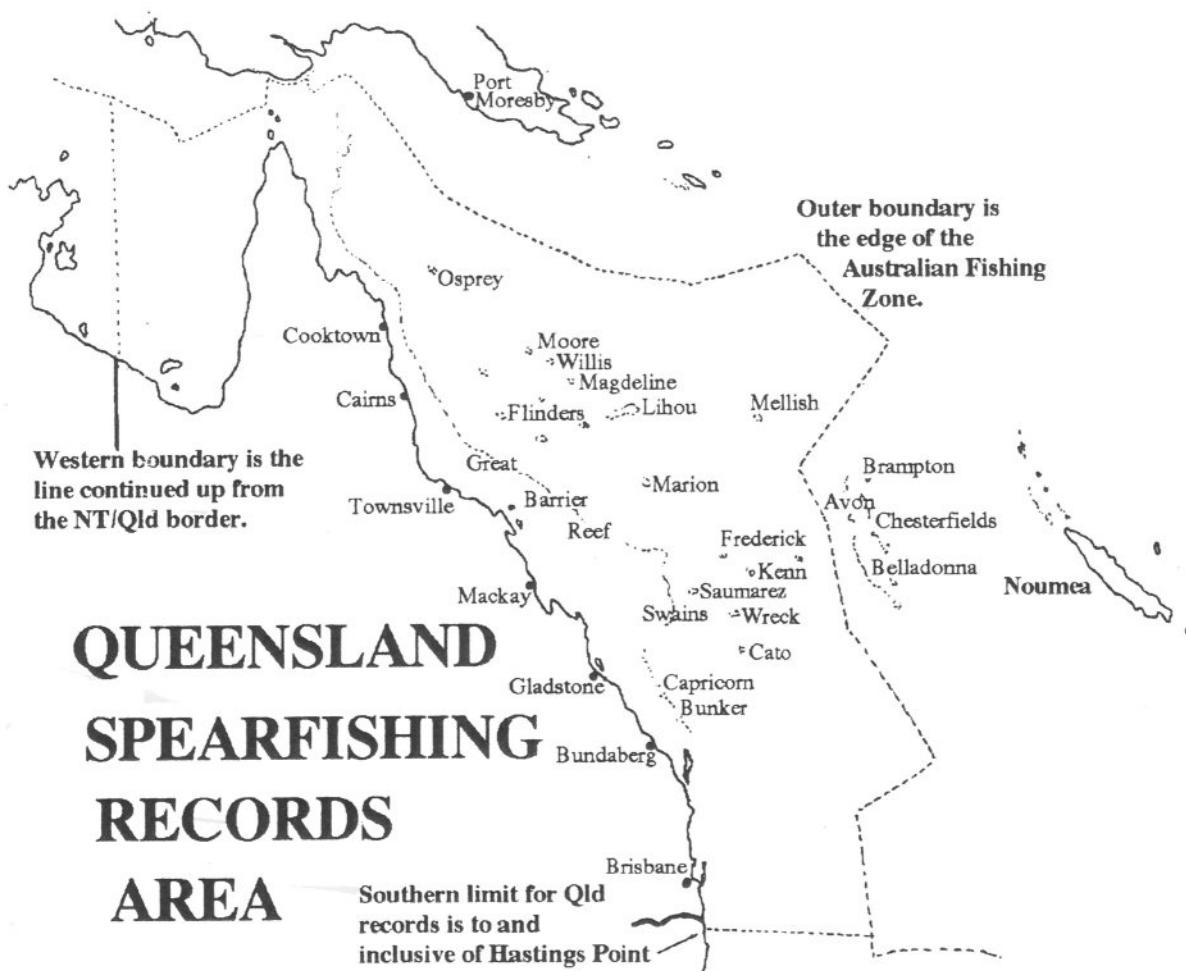 Port
Moresby
Outer boundary is
the edge of the
Australian Fishing
Zone.
Osprey
Cooktown
Moore
Willis
Magdeline
Cairns
Flinders
Lihou
Mellish
Western boundary is the
line continued up from
the NT/Qld border.
Great
Barrier
Reef
Townsville
Marion
Brampton
Avon
Chesterfields
Frederick
Kenn
Belladonna
Noumea
Mackay
Saumarez
Swains
Wreck
Cato
QUEENSLAND
SPEARFISHING
RECORDS
AREA
Gladstone
Capricorn
Bunker
Bundaberg
Brisbane
Southern limit for Qld
records is to and
inclusive of Hastings Point